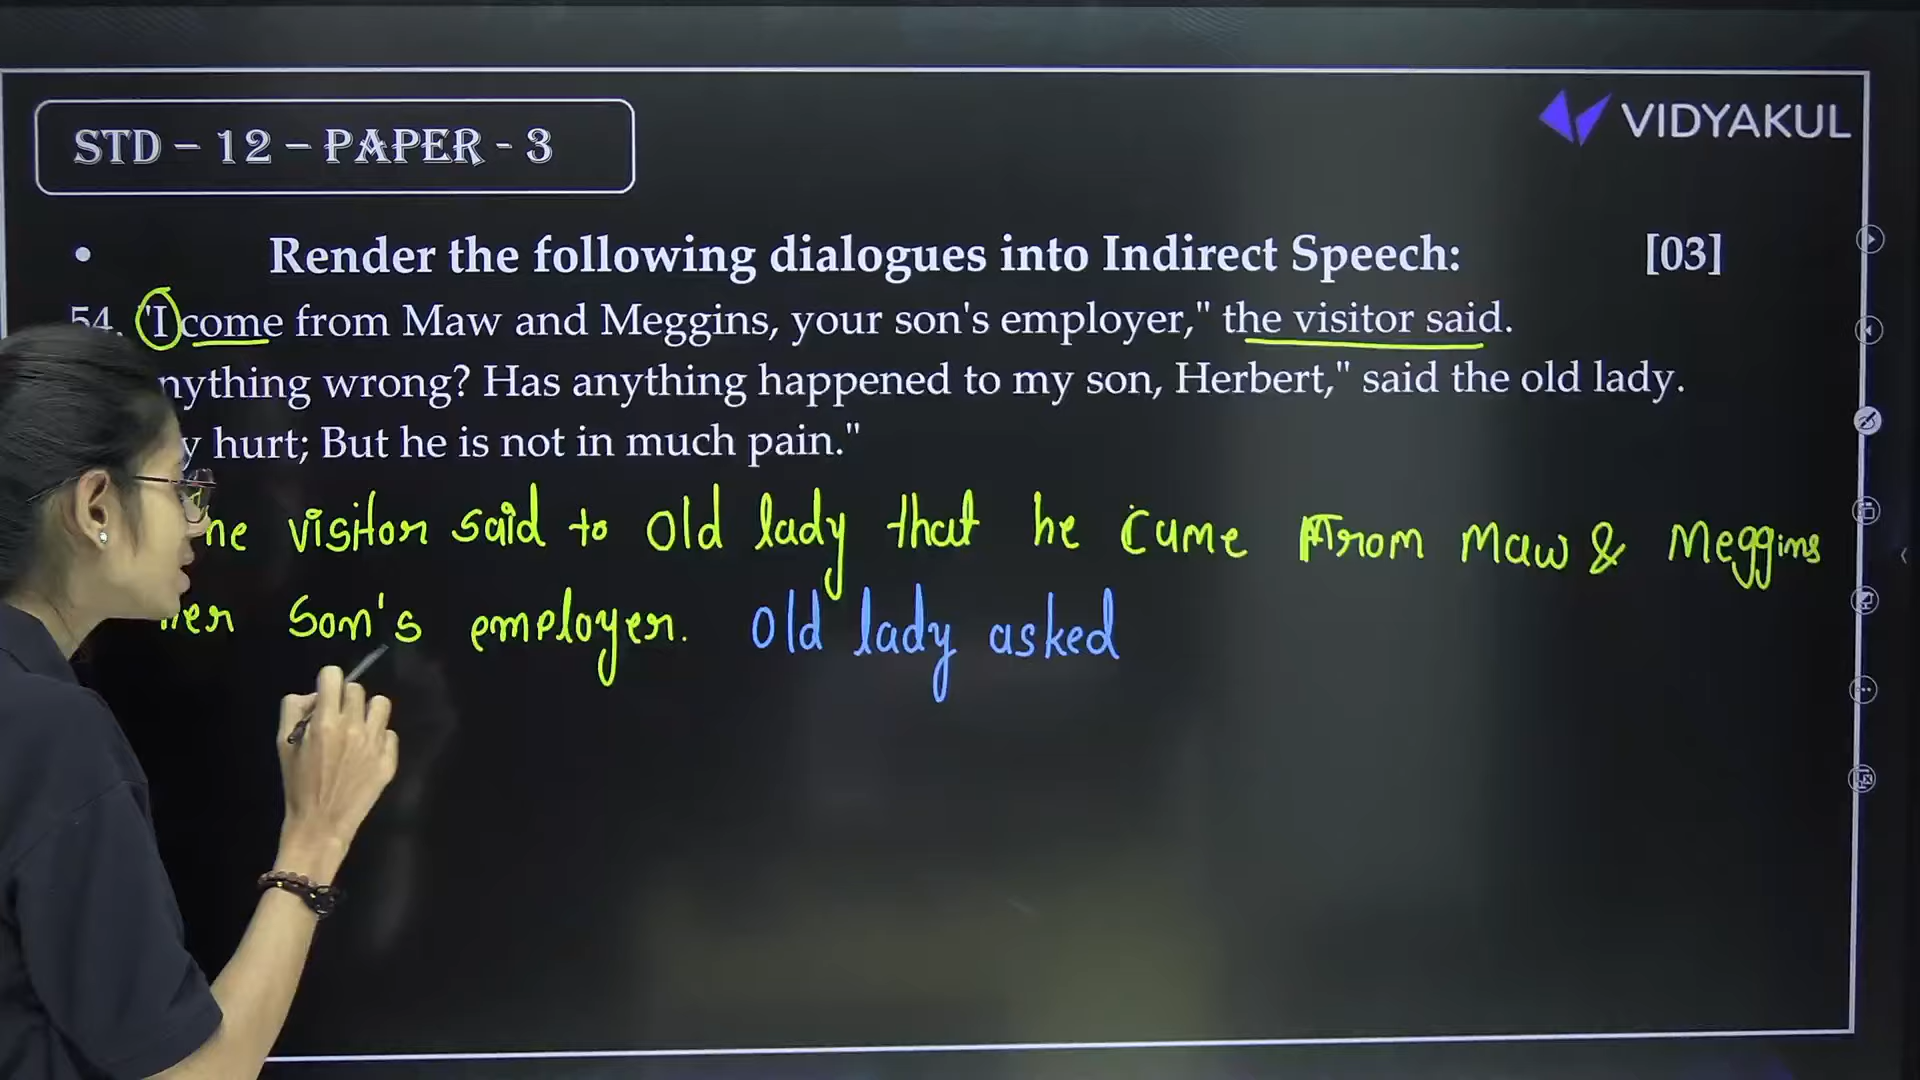 STD – 12 – PAPER - 3
VIDYAKUL
• Render the following dialogues into Indirect Speech: [03]
54. "I come from Maw and Meggins, your son's employer," the visitor said.
wrong? Has anything happened to my son, Herbert," said the old lady.
hurt; But he is not in much pain."
visitor said to old lady that he came from Maw & Meggins
son's employer. Old lady asked